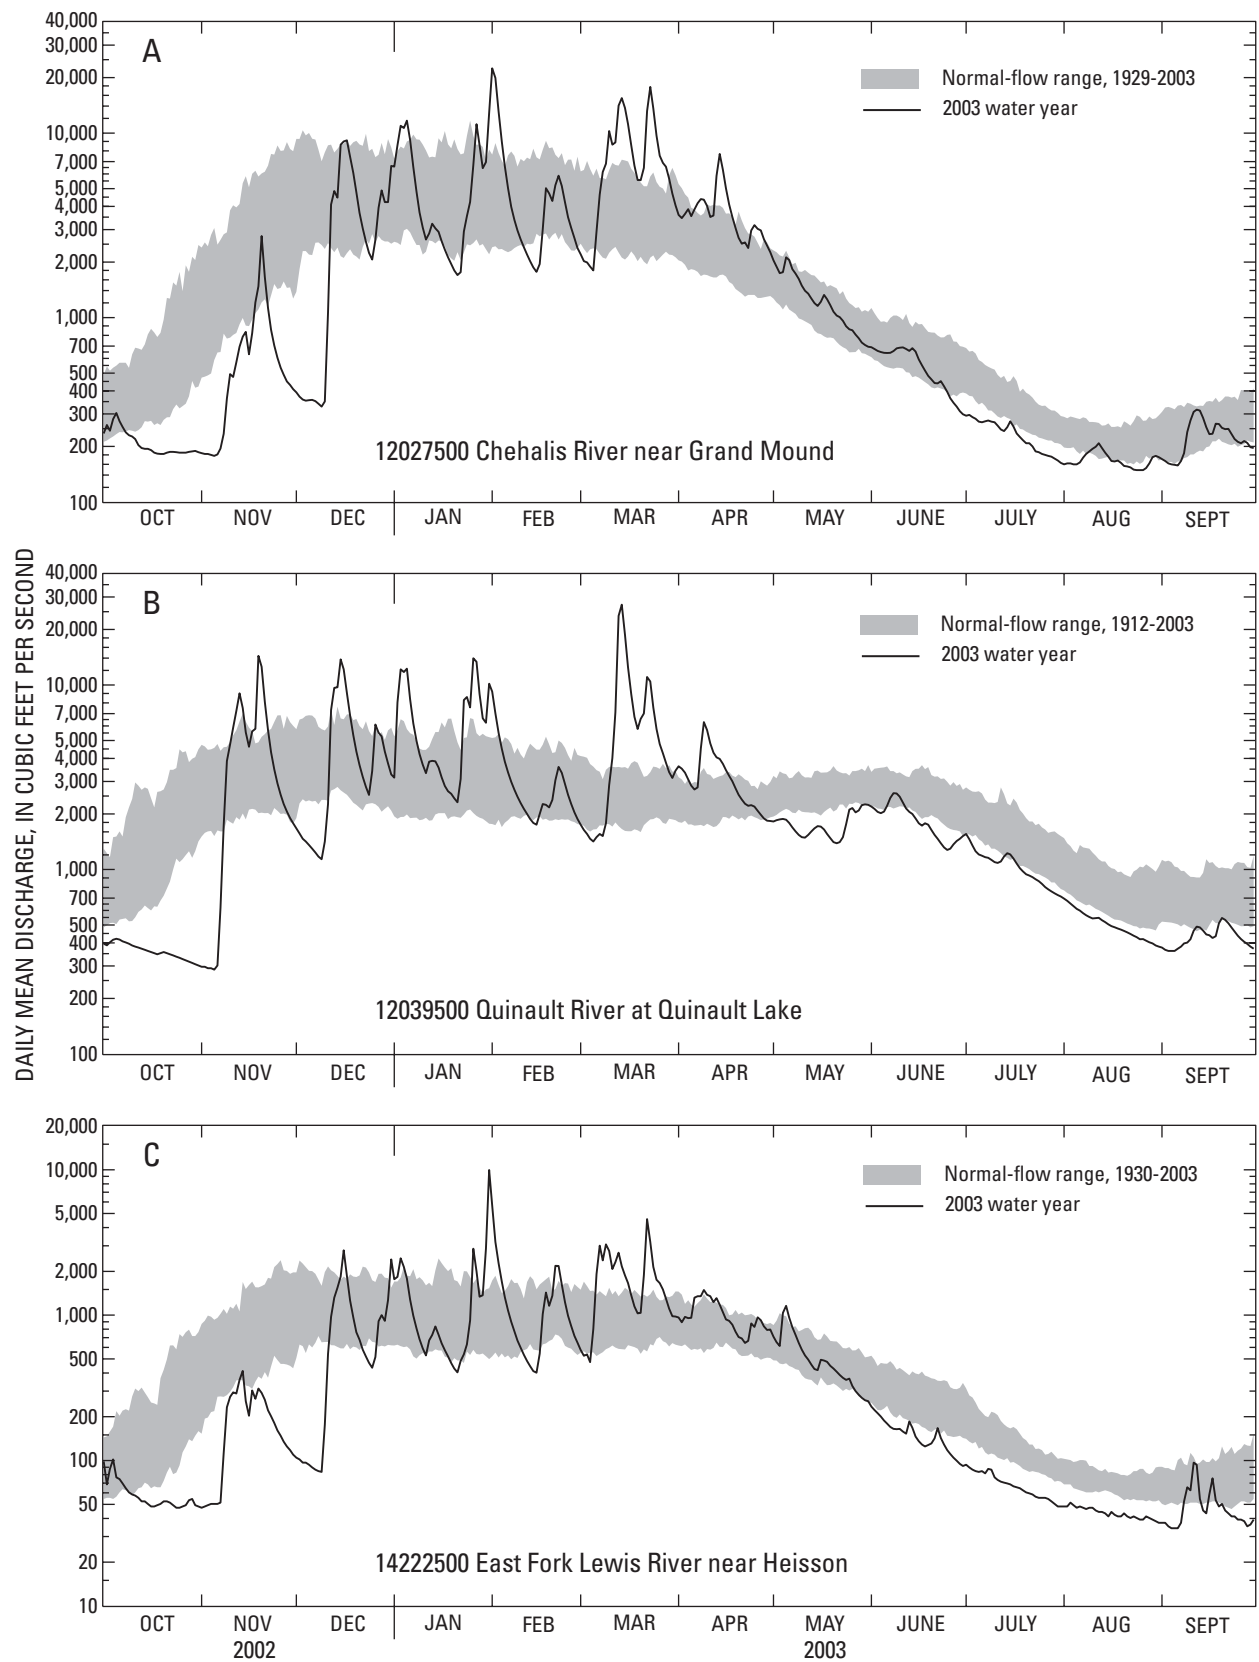 DAILY MEAN DISCHARGE, IN CUBIC FEET PER SECOND
A
40,000
30,000
20,000
10,000
7,000
5,000
4,000
3,000
2,000
1,000
700
500
400
300
200
100
Normal-flow range, 1929-2003
2003 water year
12027500 Chehalis River near Grand Mound
OCT NOV DEC JAN FEB MAR APR MAY JUNE JULY AUG SEPT
B
40,000
30,000
20,000
10,000
7,000
5,000
4,000
3,000
2,000
1,000
700
500
400
300
200
100
Normal-flow range, 1912-2003
2003 water year
12039500 Quinault River at Quinault Lake
OCT NOV DEC JAN FEB MAR APR MAY JUNE JULY AUG SEPT
C
20,000
10,000
5,000
2,000
1,000
500
200
100
50
20
10
Normal-flow range, 1930-2003
2003 water year
14222500 East Fork Lewis River near Heisson
OCT NOV DEC JAN FEB MAR APR MAY JUNE JULY AUG SEPT
2002 2003